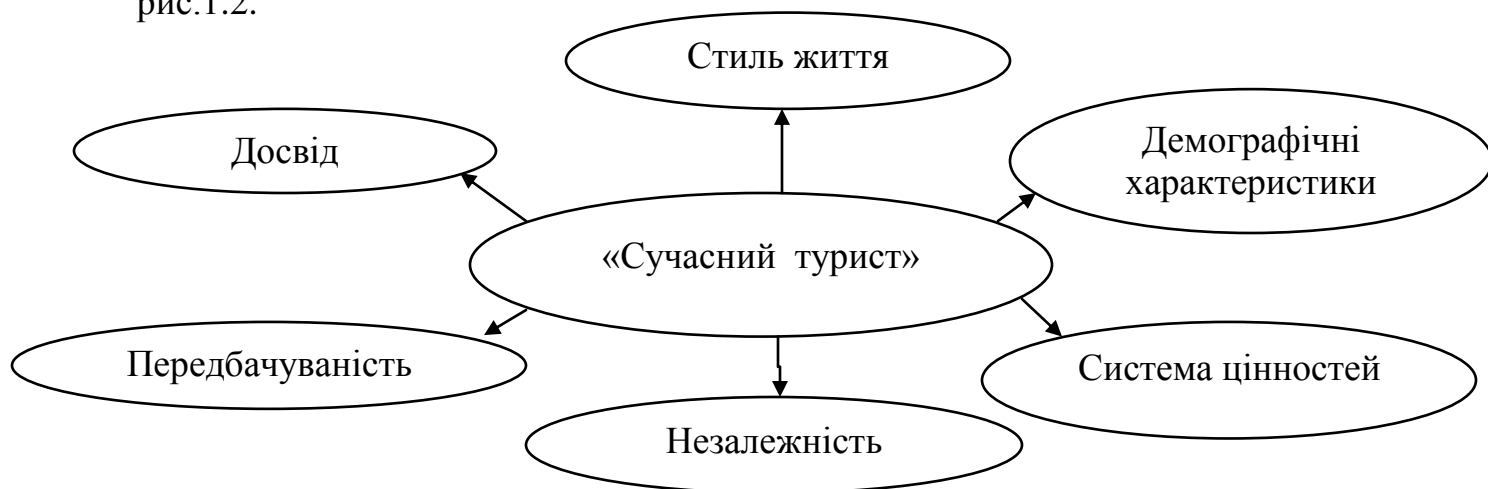 рис.1.2.
Стиль життя
Досвід
Демографічні
характеристики
«Сучасний турист»
Передбачуваність
Система цінностей
Незалежність